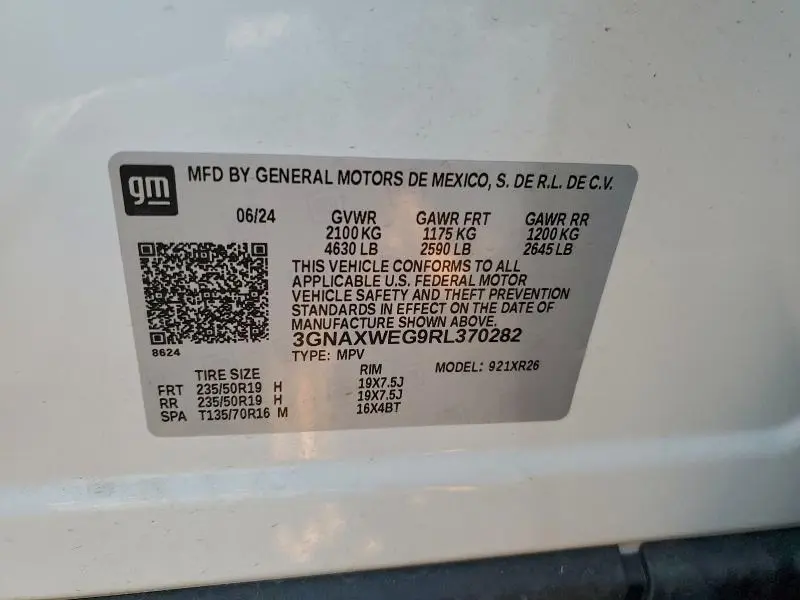 gm MFD BY GENERAL MOTORS DE MEXICO, S. DE R.L. DE C.V.
06/24 GVWR GAWR FRT GAWR RR
2100 KG 1175 KG 1200 KG
4630 LB 2590 LB 2645 LB
THIS VEHICLE CONFORMS TO ALL
APPLICABLE U.S. FEDERAL MOTOR
VEHICLE SAFETY AND THEFT PREVENTION
STANDARDS IN EFFECT ON THE DATE OF
MANUFACTURE SHOWN ABOVE.
3GNAXWEG9RL370282
8624
TYPE: MPV
TIRE SIZE RIM MODEL: 921XR26
FRT 235/50R19 H 19X7.5J
RR 235/50R19 H 19X7.5J
SPA T135/70R16 M 16X4BT